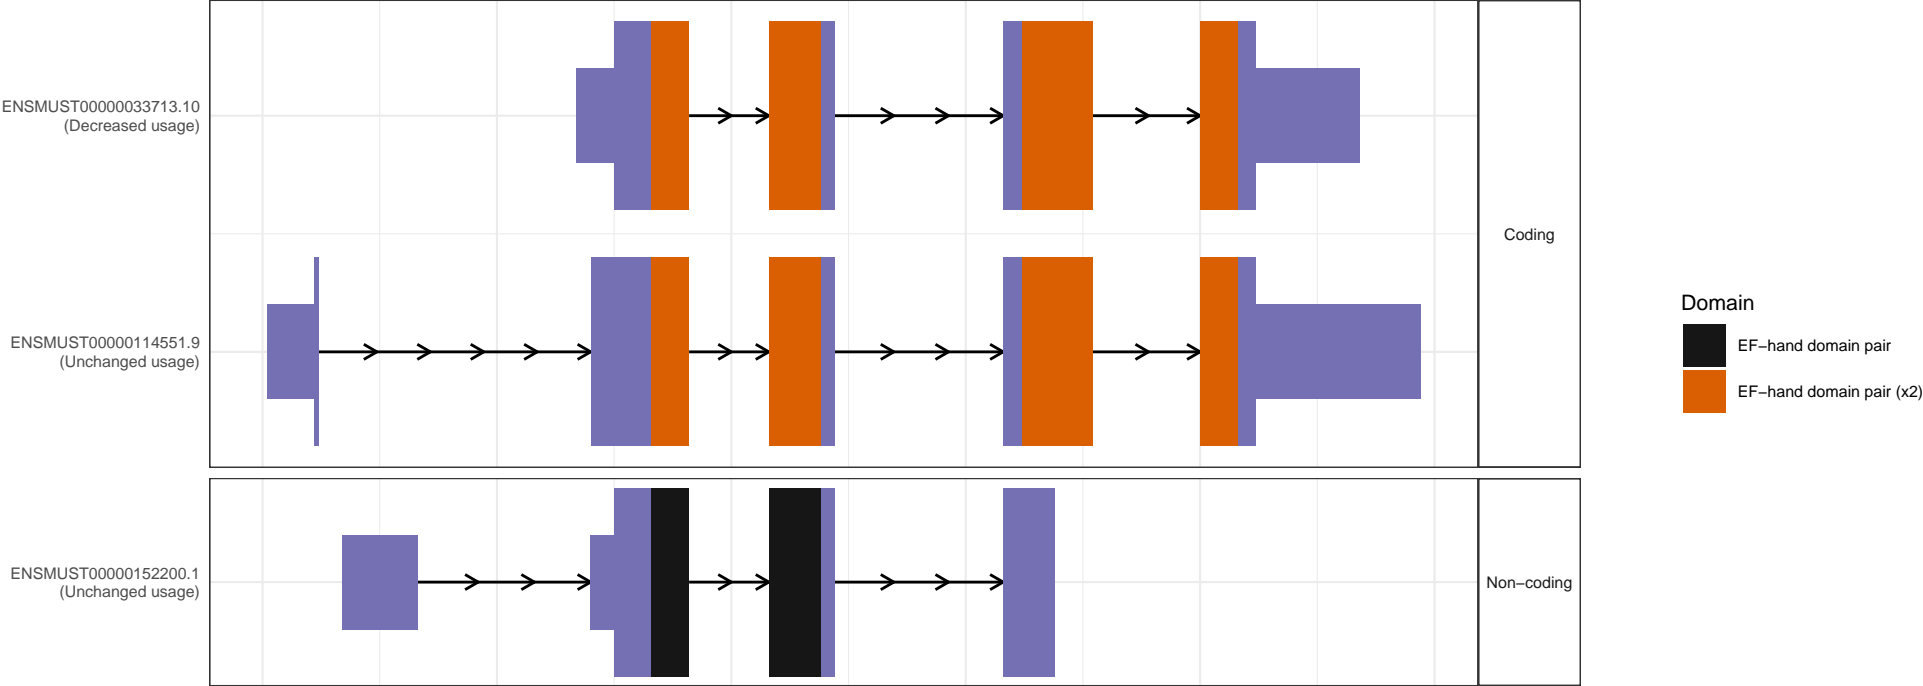 ENSMUST00000033713.10
(Decreased usage)
Coding
ENSMUST00000114551.9
(Unchanged usage)
ENSMUST00000152200.1
(Unchanged usage)
Non−coding
Domain
EF−hand domain pair
EF−hand domain pair (x2)